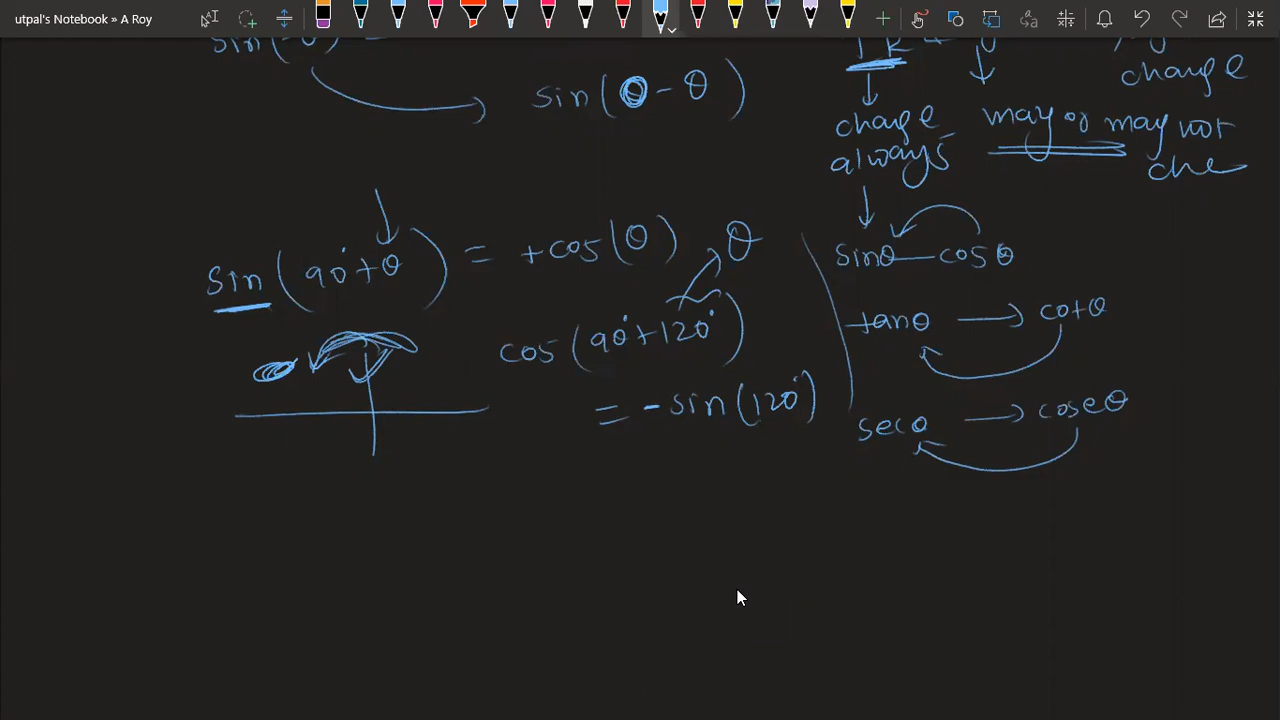 utpal's Notebook » A Roy
sin(-θ) =
sin(θ - θ)
change
change always
may or may not
sin(90°+θ) = +cos(θ)
θ
cos(90°+120°)
= -sin(120°)
sinθ — cosθ
tanθ → cotθ
secθ → cosecθ